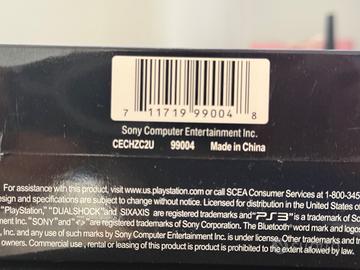 7 11719 99004 8
Sony Computer Entertainment Inc.
CECHZC2U 99004 Made in China
For assistance with this product, visit www.us.playstation.com or call SCEA Consumer Services at 1-800-345
design and specifications are subject to change without notice. Licensed for distribution in the United States of
"PlayStation," "DUALSHOCK" and SIXAXIS are registered trademarks and "PS3" is a trademark of So
ment Inc. "SONY" and " " are registered trademarks of Sony Corporation. The Bluetooth® word mark and logos
Inc. and any use of such marks by Sony Computer Entertainment Inc. is under license. Other trademarks and tra
owners. Commercial use, rental or leasing of this product is prohibited to the extent allowed by law.